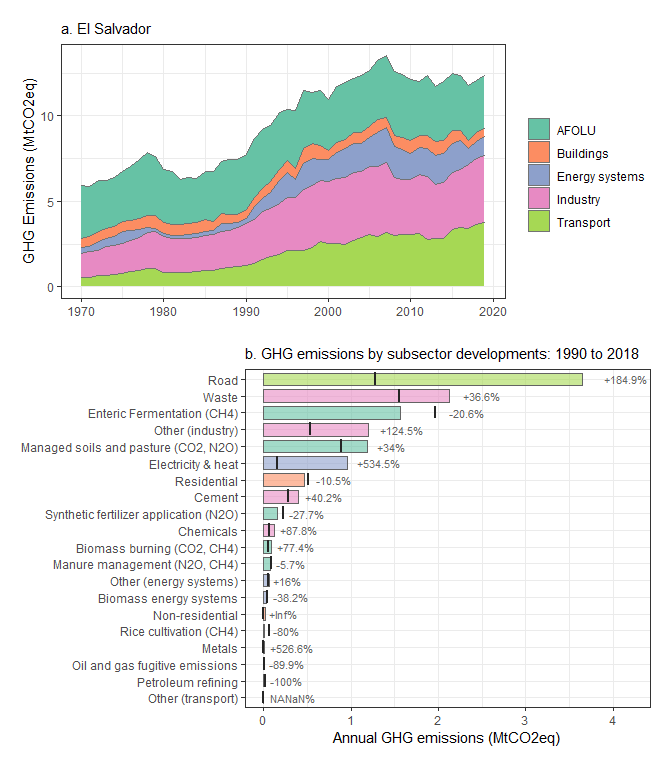 a. El Salvador
GHG Emissions (MtCO2eq)
10
5
0
1970
1980
1990
2000
2010
2020
AFOLU
Buildings
Energy systems
Industry
Transport
b. GHG emissions by subsector developments: 1990 to 2018
Road +184.9%
Waste +36.6%
Enteric Fermentation (CH4) -20.6%
Other (industry) +124.5%
Managed soils and pasture (CO2, N2O) +34%
Electricity & heat +534.5%
Residential -10.5%
Cement +40.2%
Synthetic fertilizer application (N2O) -27.7%
Chemicals +87.8%
Biomass burning (CO2, CH4) +77.4%
Manure management (N2O, CH4) -5.7%
Other (energy systems) +16%
Biomass energy systems -38.2%
Non-residential +Inf%
Rice cultivation (CH4) -80%
Metals +526.6%
Oil and gas fugitive emissions -89.9%
Petroleum refining -100%
Other (transport) NANaN%
0
1
2
3
4
Annual GHG emissions (MtCO2eq)